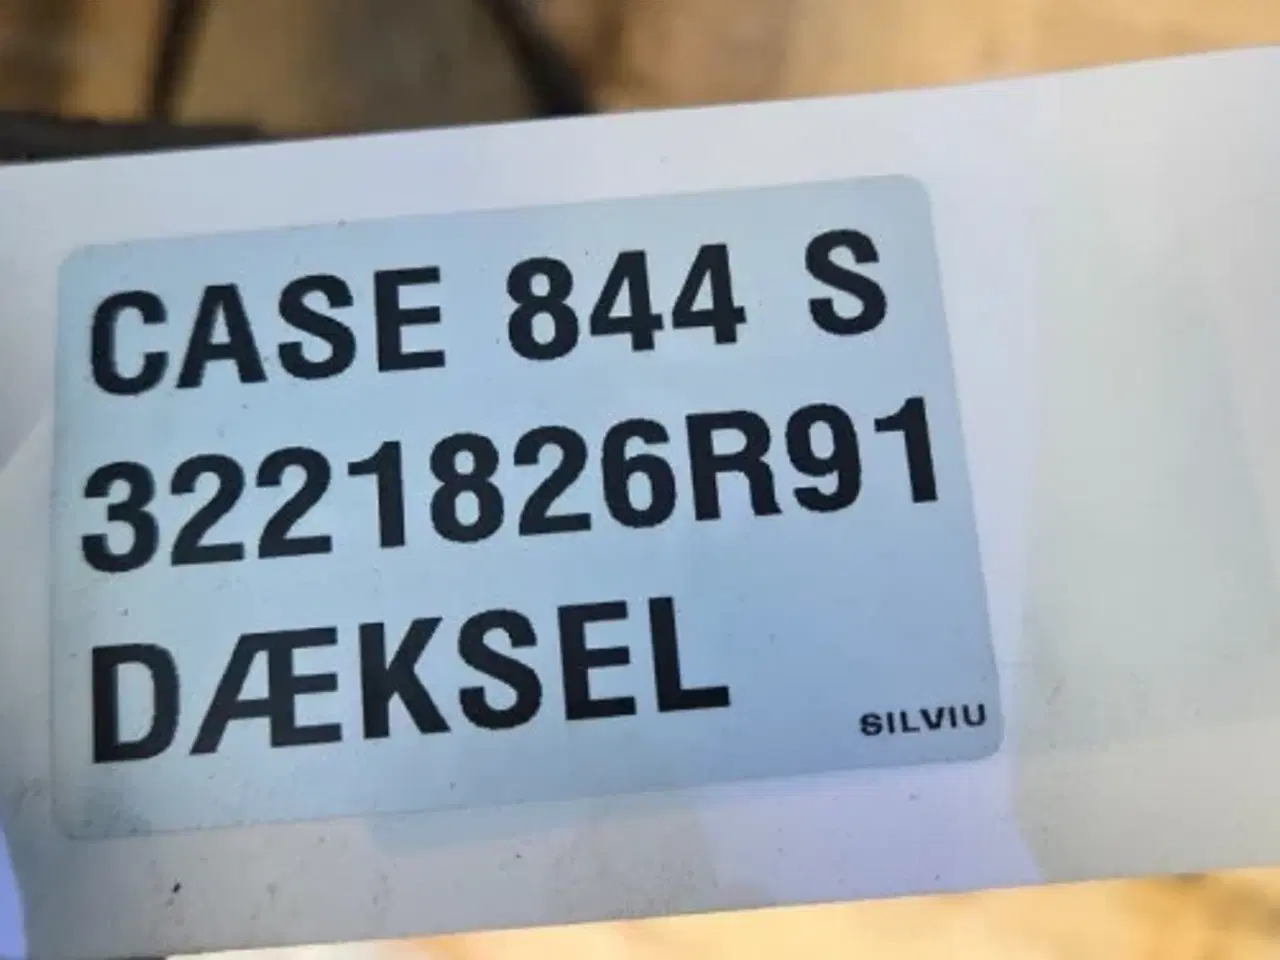 CASE 844 S
3221826R91
DÆKSEL
SILVIU